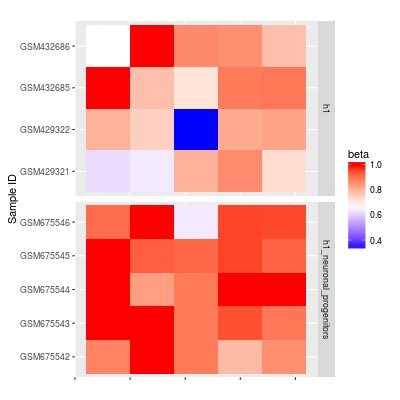 Sample ID
GSM432686
GSM432685
GSM429322
GSM429321
h1
GSM675546
GSM675545
GSM675544
GSM675543
GSM675542
h1_neuronal_progenitors
beta
1.0
0.8
0.6
0.4